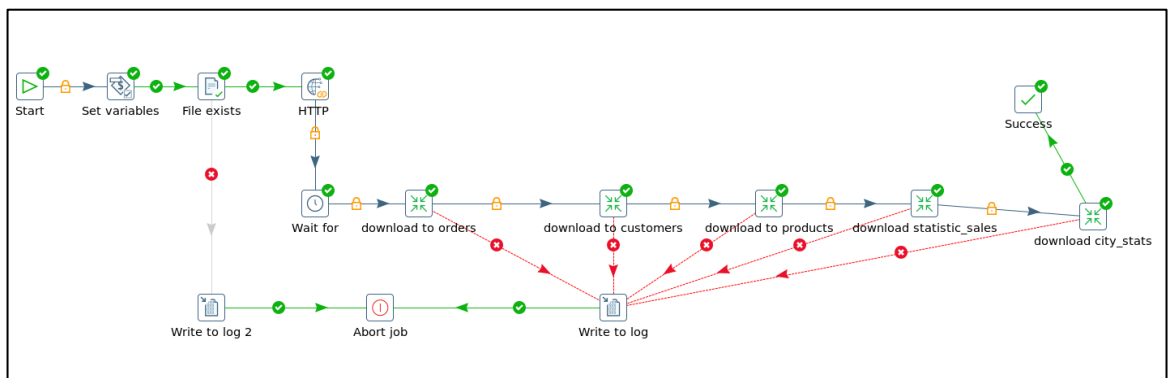 Start
Set variables
File exists
HTTP
Success
Wait for
download to orders
download to customers
download to products
download statistic_sales
download city_stats
Write to log 2
Abort job
Write to log